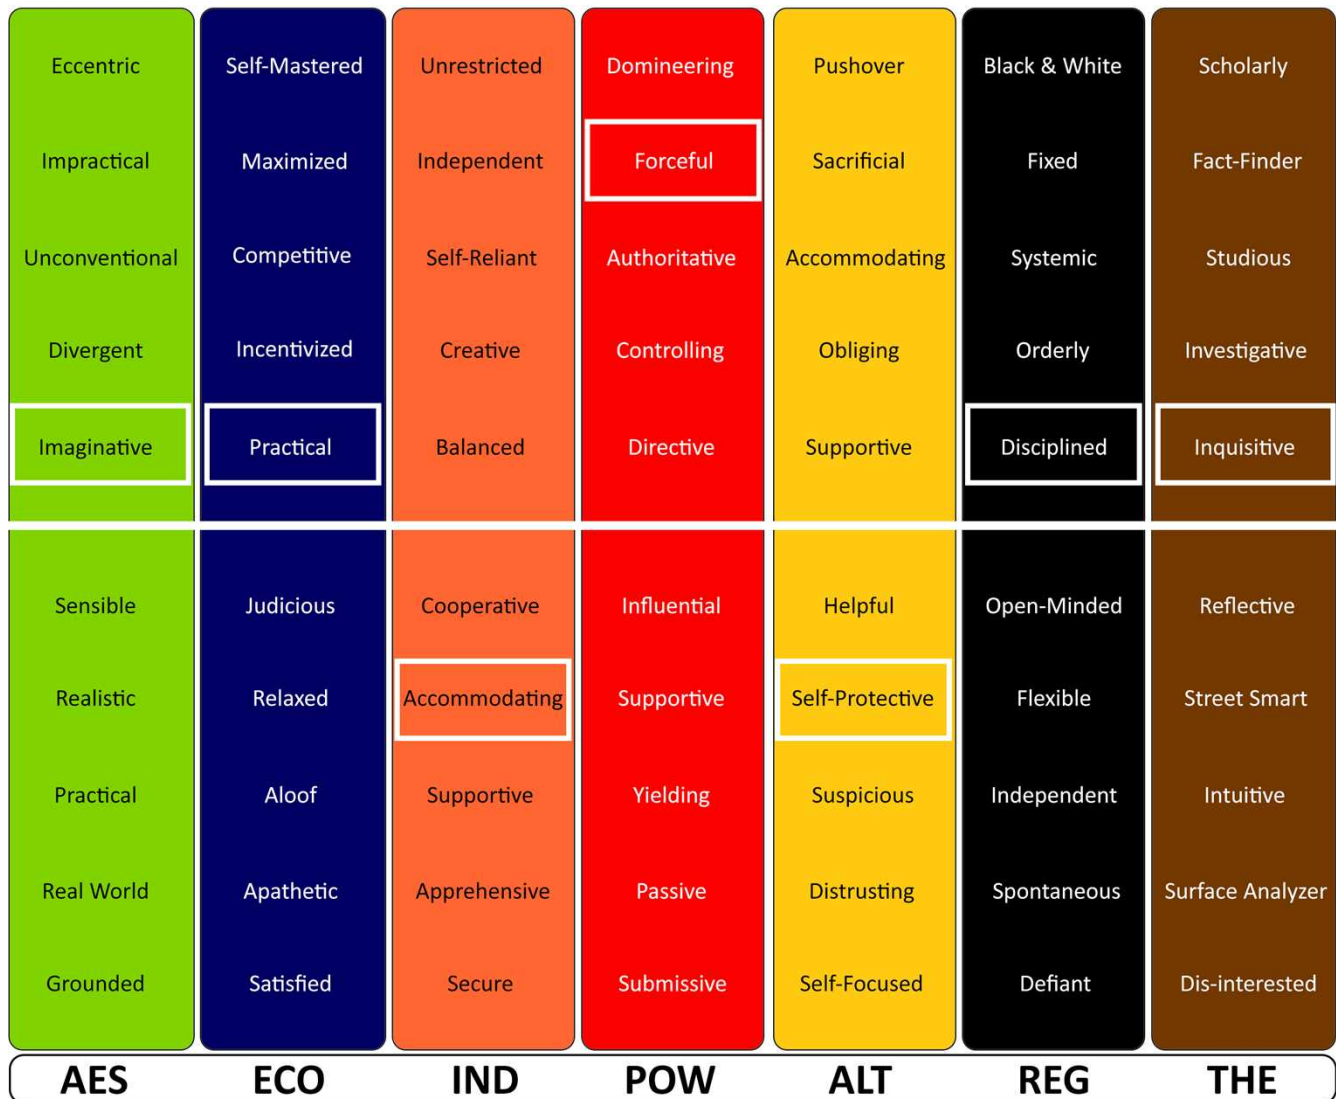 Eccentric Self-Mastered Unrestricted Domineering Pushover Black & White Scholarly
Impractical Maximized Independent Forceful Sacrificial Fixed Fact-Finder
Unconventional Competitive Self-Reliant Authoritative Accommodating Systemic Studious
Divergent Incentivized Creative Controlling Obliging Orderly Investigative
Imaginative Practical Balanced Directive Supportive Disciplined Inquisitive
Sensible Judicious Cooperative Influential Helpful Open-Minded Reflective
Realistic Relaxed Accommodating Supportive Self-Protective Flexible Street Smart
Practical Aloof Supportive Yielding Suspicious Independent Intuitive
Real World Apathetic Apprehensive Passive Distrusting Spontaneous Surface Analyzer
Grounded Satisfied Secure Submissive Self-Focused Defiant Dis-interested
AES ECO IND POW ALT REG THE